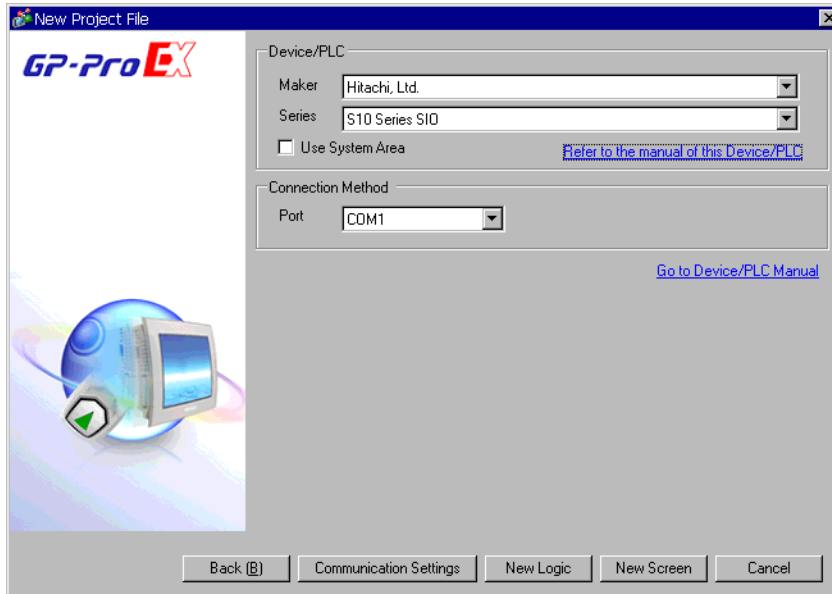 New Project File
GP-Pro EX
Device/PLC
Maker Hitachi, Ltd.
Series S10 Series SIO
Use System Area Refer to the manual of this Device/PLC
Connection Method
Port COM1
Go to Device/PLC Manual
Back (B) Communication Settings New Logic New Screen Cancel